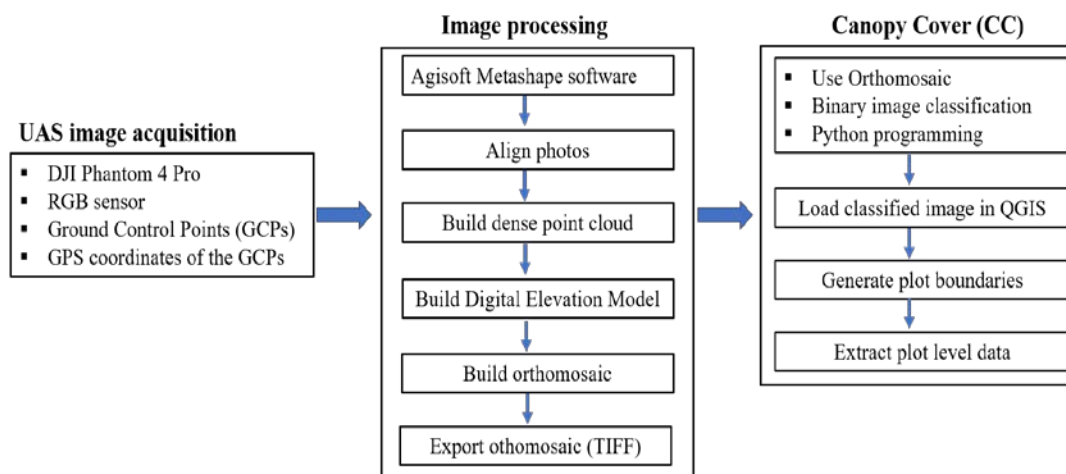 UAS image acquisition
▪ DJI Phantom 4 Pro
▪ RGB sensor
▪ Ground Control Points (GCPs)
▪ GPS coordinates of the GCPs
Image processing
Agisoft Metashape software
Align photos
Build dense point cloud
Build Digital Elevation Model
Build orthomosaic
Export othomosaic (TIFF)
Canopy Cover (CC)
▪ Use Orthomosaic
▪ Binary image classification
▪ Python programming
Load classified image in QGIS
Generate plot boundaries
Extract plot level data